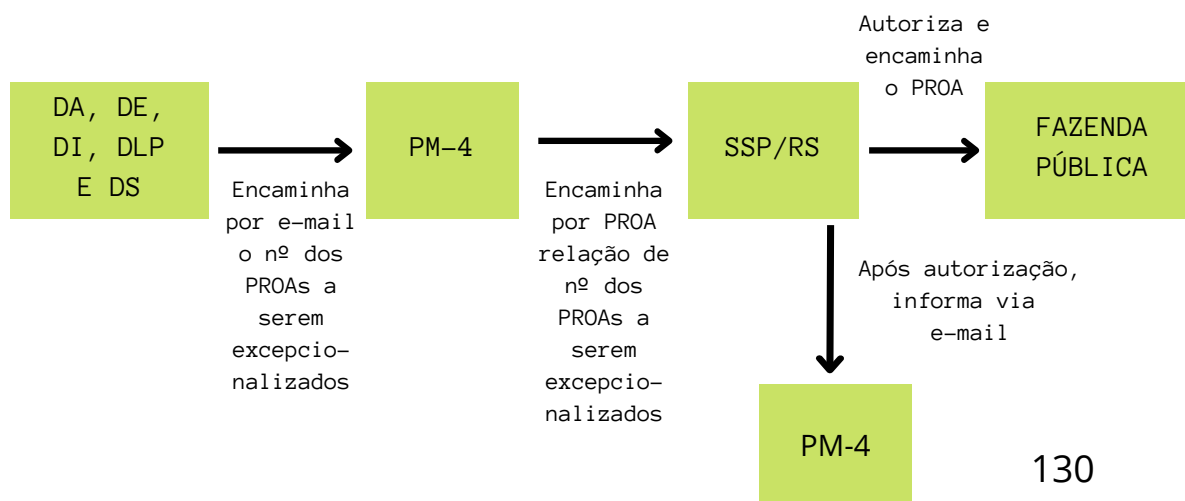 DA, DE,
DI, DLP
E DS
Encaminha
por e-mail
o nº dos
PROAs a
serem
excepcio-
nalizados
PM-4
Encaminha
por PROA
relação de
nº dos
PROAs a
serem
excepcio-
nalizados
SSP/RS
Autoriza e
encaminha
o PROA
FAZENDA
PÚBLICA
Após autorização,
informa via
e-mail
PM-4
130